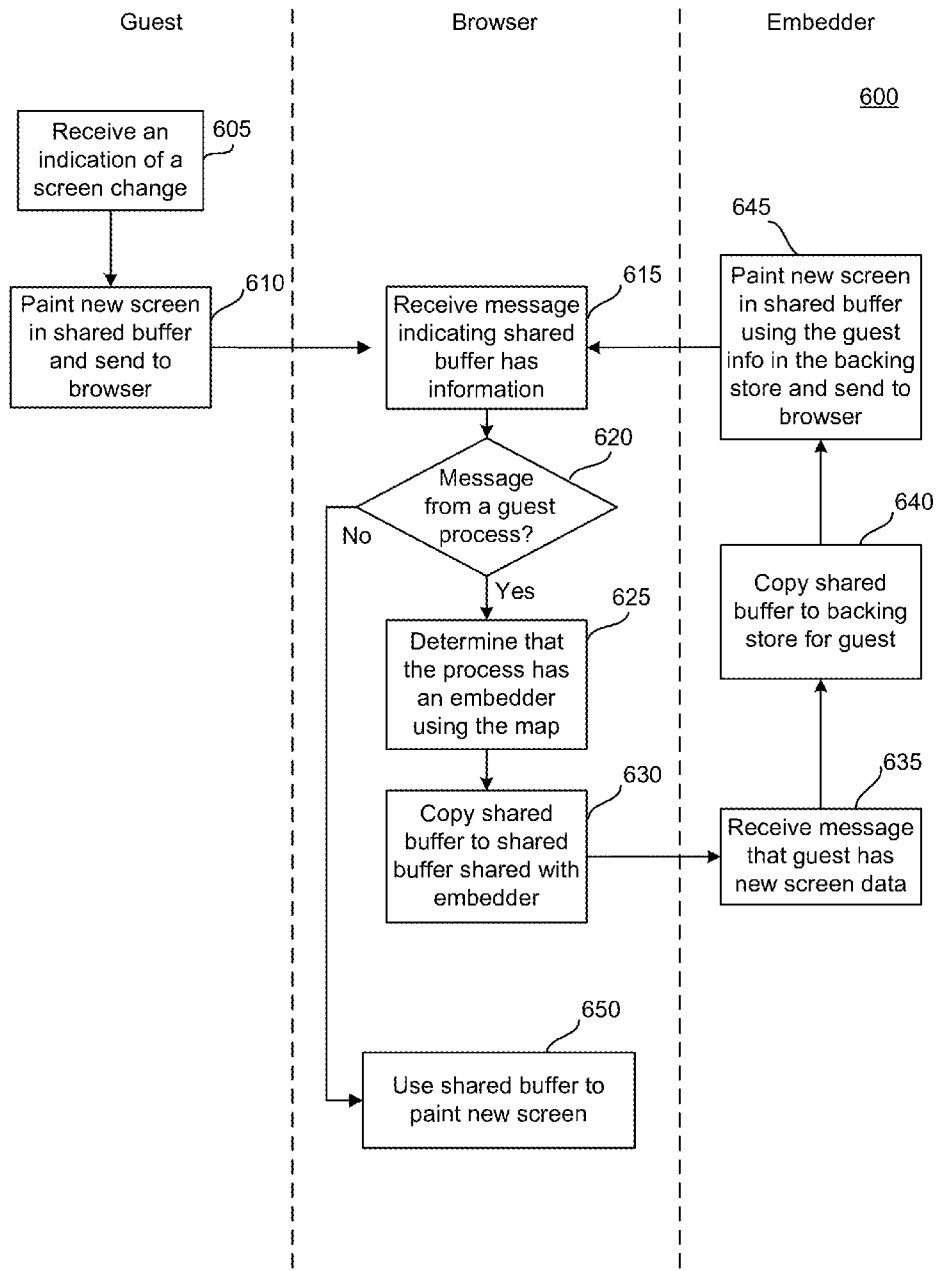 Guest
Browser
Embedder
600
605
Receive an
indication of a
screen change
610
Paint new screen
in shared buffer
and send to
browser
615
Receive message
indicating shared
buffer has
information
620
Message
from a guest
process?
No
Yes
625
Determine that
the process has
an embedder
using the map
630
Copy shared
buffer to shared
buffer shared with
embedder
635
Receive message
that guest has
new screen data
640
Copy shared
buffer to backing
store for guest
645
Paint new screen
in shared buffer
using the guest
info in the backing
store and send to
browser
650
Use shared buffer to
paint new screen